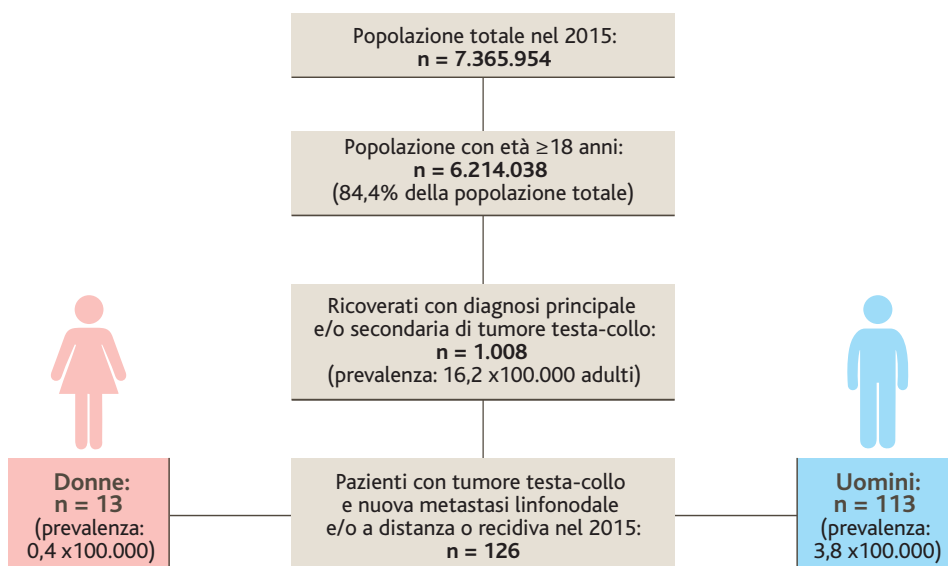 Popolazione totale nel 2015:
n = 7.365.954
Popolazione con età ≥18 anni:
n = 6.214.038
(84,4% della popolazione totale)
Ricoverati con diagnosi principale
e/o secondaria di tumore testa-collo:
n = 1.008
(prevalenza: 16,2 x100.000 adulti)
Donne:
n = 13
(prevalenza:
0,4 x100.000)
Pazienti con tumore testa-collo
e nuova metastasi linfonodale
e/o a distanza o recidiva nel 2015:
n = 126
Uomini:
n = 113
(prevalenza:
3,8 x100.000)